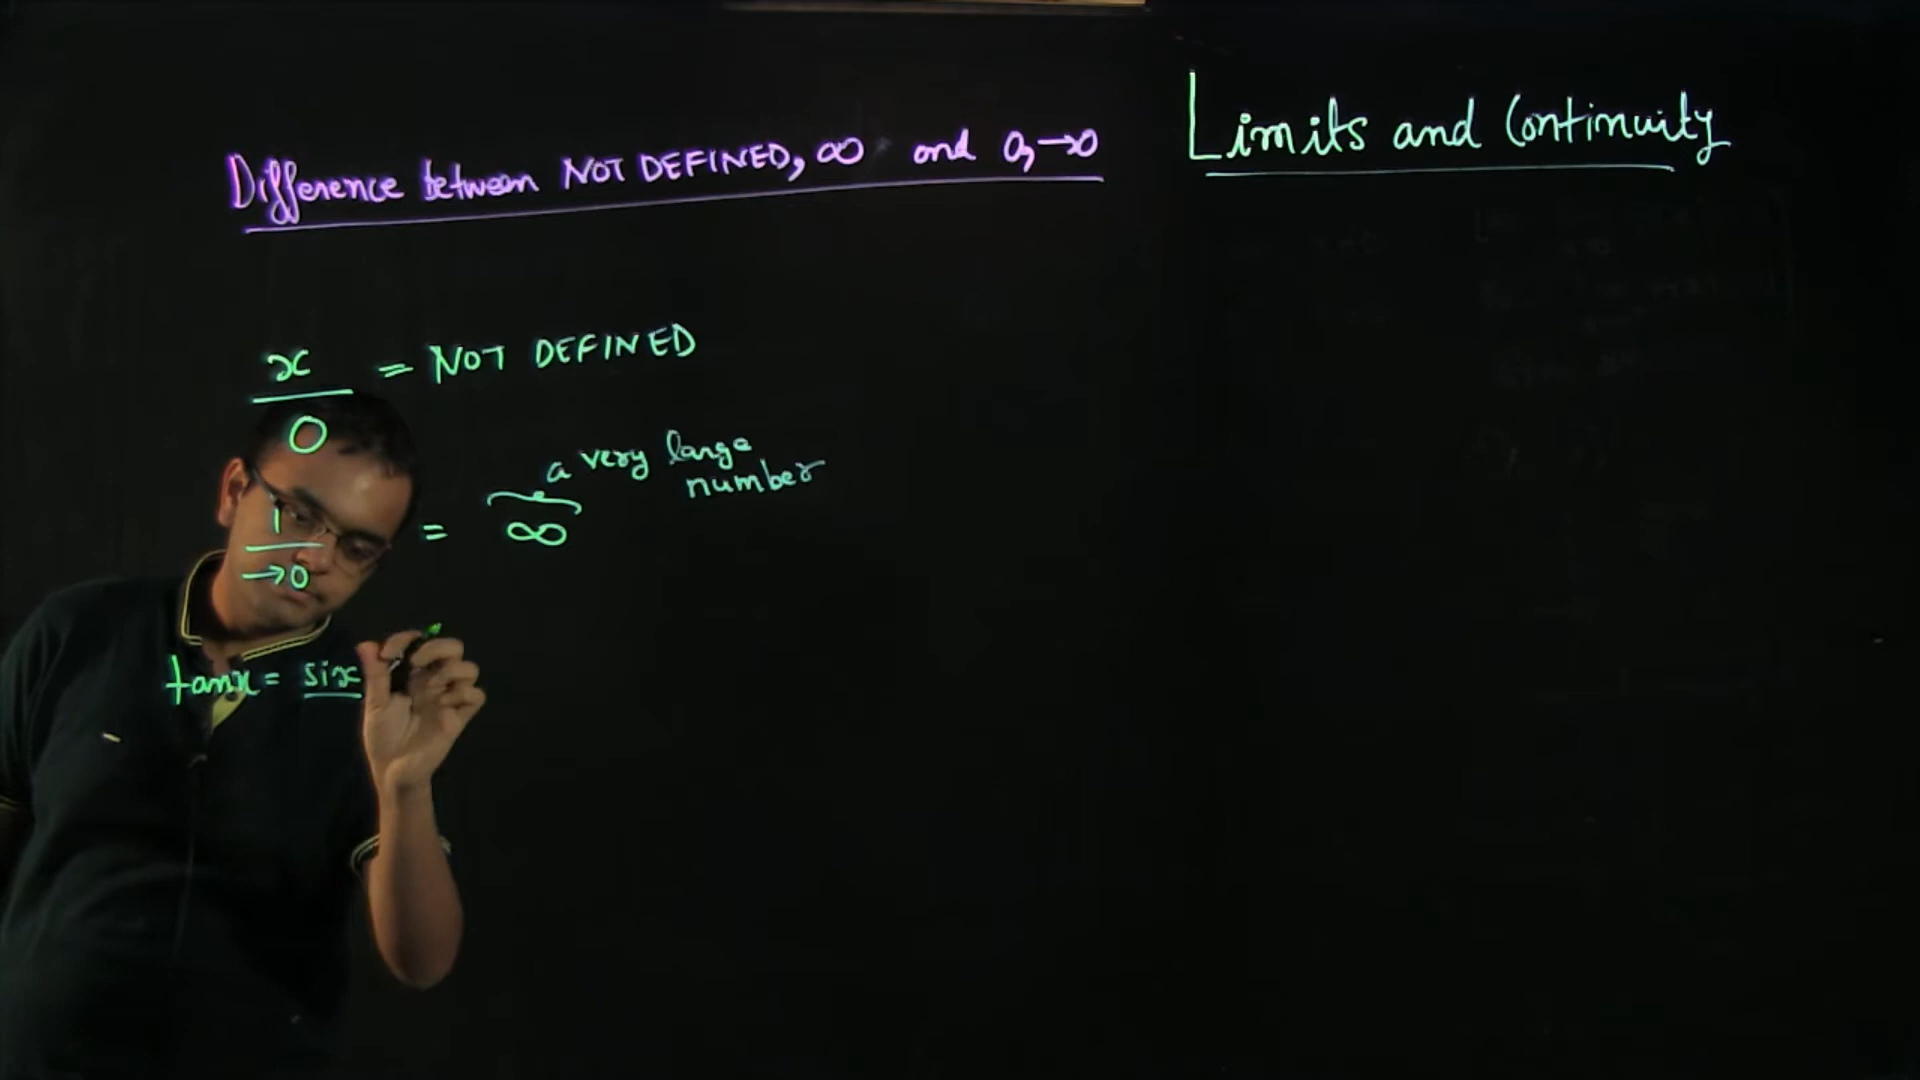 Limits and Continuity
Difference between NOT DEFINED, ∞ and 0, →0
x/0 = NOT DEFINED
a very large
number
1/→0 = ∞
tanx = six